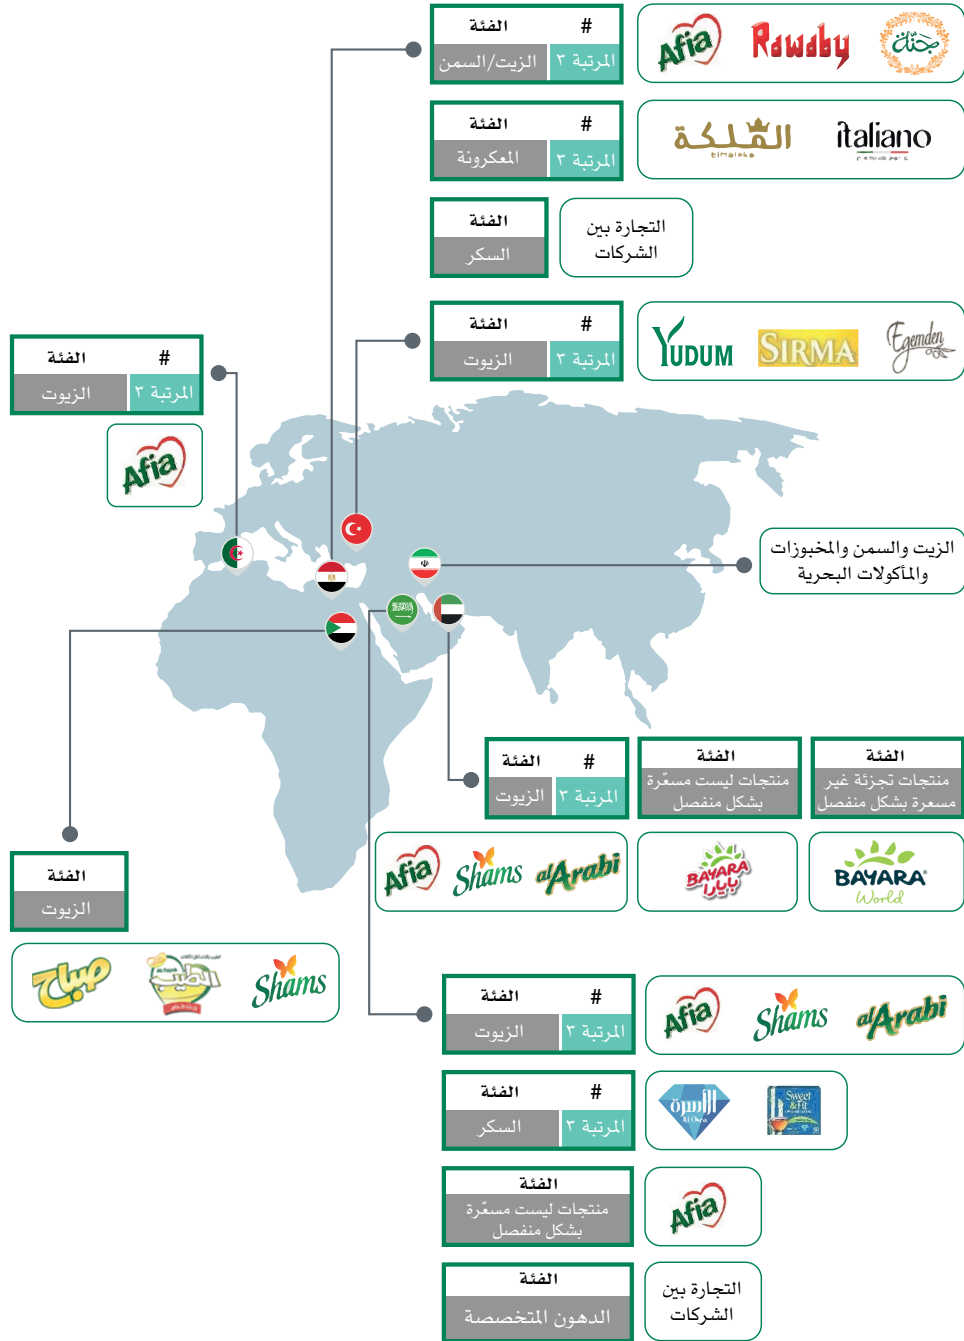 # الفئة
المرتبة ٣ الزيت/السمن
Afia Rawaby جنّة
# الفئة
المرتبة ٣ المعكرونة
الملكة
Elmaleka
italiano
الفئة
السكر
التجارة بين
الشركات
# الفئة
المرتبة ٣ الزيوت
YUDUM SIRMA Egemden
# الفئة
المرتبة ٣ الزيوت
Afia
الزيت والسمن والمخبوزات
والمأكولات البحرية
# الفئة
المرتبة ٣ الزيوت
Afia Shams alArabi
الفئة
منتجات ليست مسعّرة
بشكل منفصل
BAYARA
بايارا
الفئة
منتجات تجزئة غير
مسعرة بشكل منفصل
BAYARA
World
الفئة
الزيوت
صباح
الطيب
Shams
# الفئة
المرتبة ٣ الزيوت
Afia Shams alArabi
# الفئة
المرتبة ٣ السكر
الأسرة
Al Osra
Sweet
&Fit
الفئة
منتجات ليست مسعّرة
بشكل منفصل
Afia
الفئة
الدهون المتخصصة
التجارة بين
الشركات